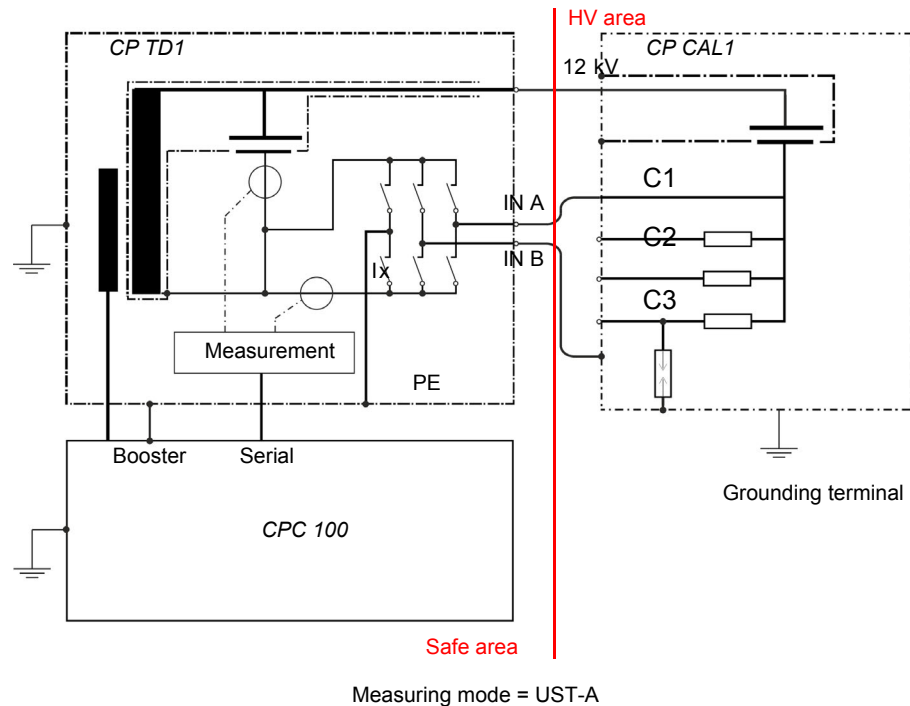 HV area
CP TD1
CP CAL1
12 kV
C1
IN A
C2
IN B
Ix
C3
Measurement
PE
Booster
Serial
Grounding terminal
CPC 100
Safe area
Measuring mode = UST-A